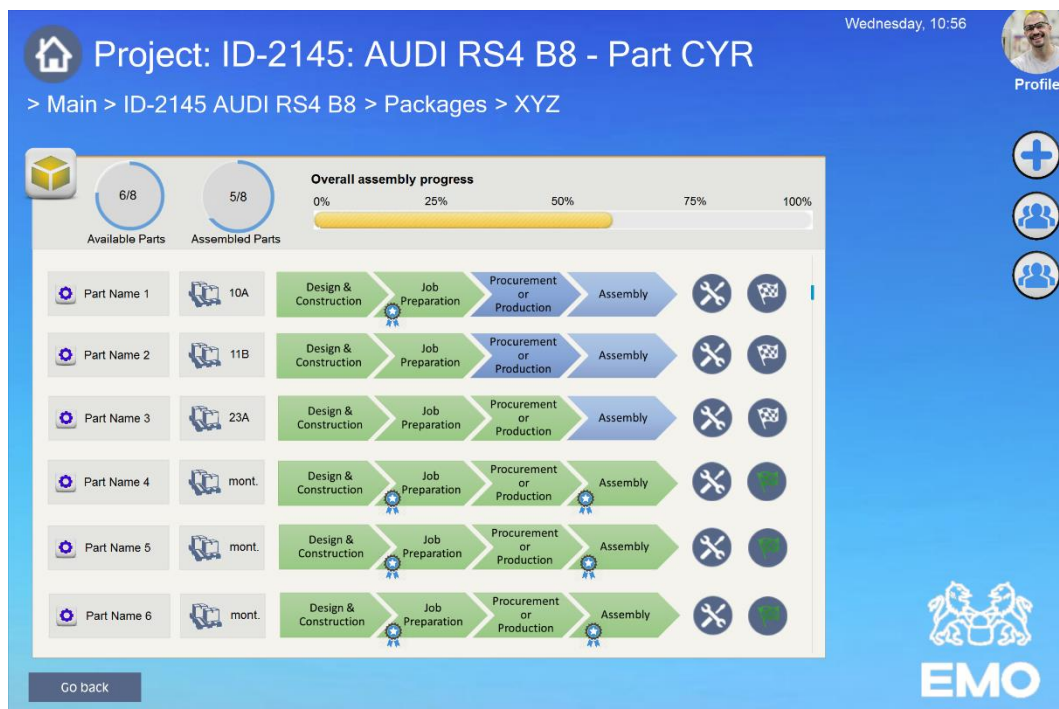 Wednesday, 10:56
Project: ID-2145: AUDI RS4 B8 - Part CYR
Profile
> Main > ID-2145 AUDI RS4 B8 > Packages > XYZ
Overall assembly progress
6/8
5/8
0%
25%
50%
75%
100%
Available Parts
Assembled Parts
Part Name 1
10A
Design &
Construction
Job
Preparation
Procurement
or
Production
Assembly
Part Name 2
11B
Design &
Construction
Job
Preparation
Procurement
or
Production
Assembly
Part Name 3
23A
Design &
Construction
Job
Preparation
Procurement
or
Production
Assembly
Part Name 4
mont.
Design &
Construction
Job
Preparation
Procurement
or
Production
Assembly
Part Name 5
mont.
Design &
Construction
Job
Preparation
Procurement
or
Production
Assembly
Part Name 6
mont.
Design &
Construction
Job
Preparation
Procurement
or
Production
Assembly
Go back
EMO